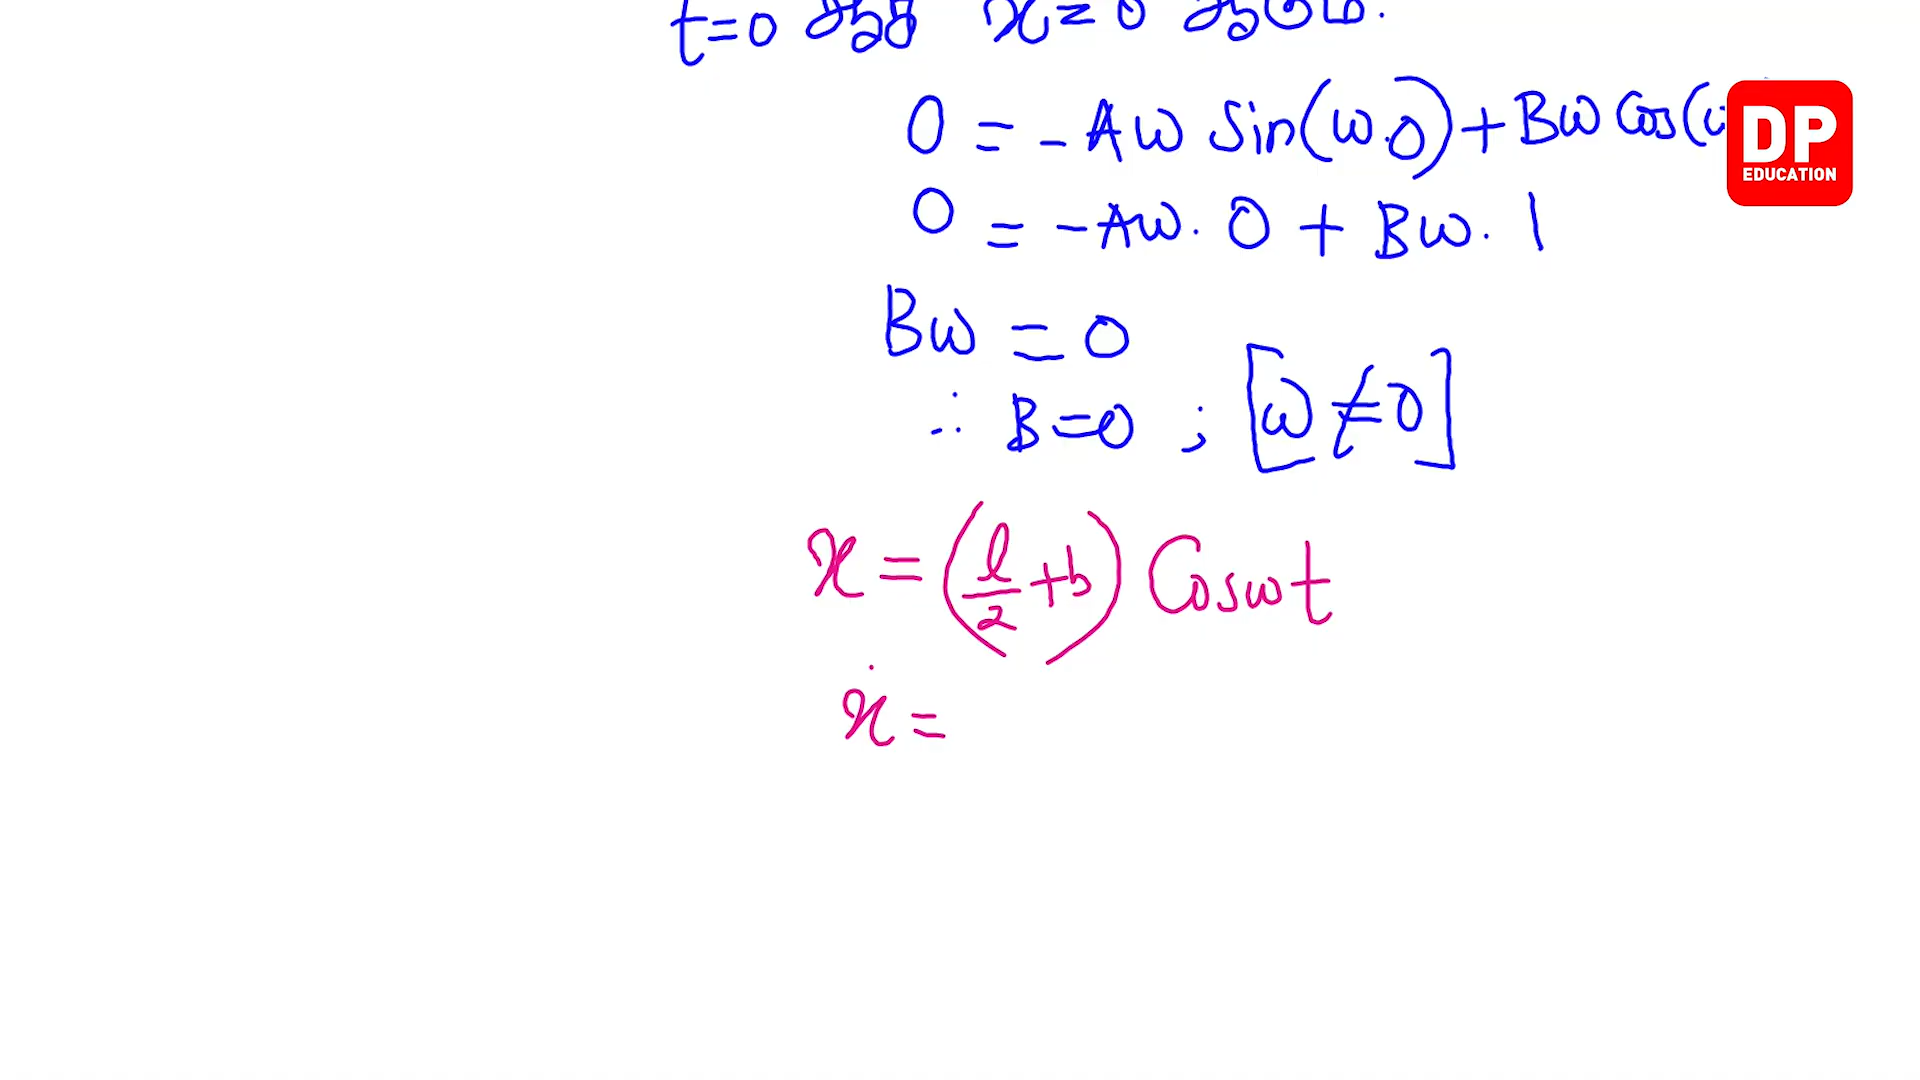 t=0 ... ẋ = 0 ...
0 = - Aω Sin(ω.0) + Bω Cos(
DP
EDUCATION
0 = - Aω. 0 + Bω. 1
Bω = 0
∴ B = 0 ; [ω ≠ 0]
x = (l/2 + b) Cosωt
ẋ =